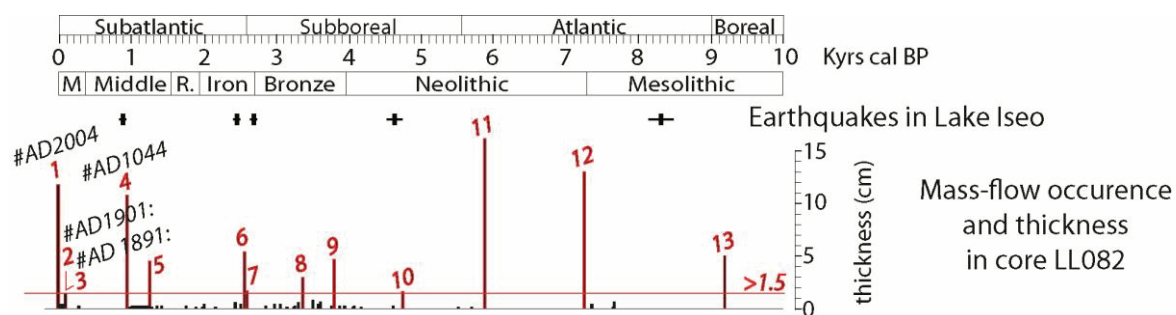 Subatlantic Subboreal Atlantic Boreal
0 1 2 3 4 5 6 7 8 9 10 Kyrs cal BP
M Middle R. Iron Bronze Neolithic Mesolithic
Earthquakes in Lake Iseo
#AD2004
1
#AD1044
4
#AD1901:
2
#AD 1891:
3
5
6
7
8
9
10
11
12
13
>1.5
15
10
5
0
thickness (cm)
Mass-flow occurence
and thickness
in core LL082